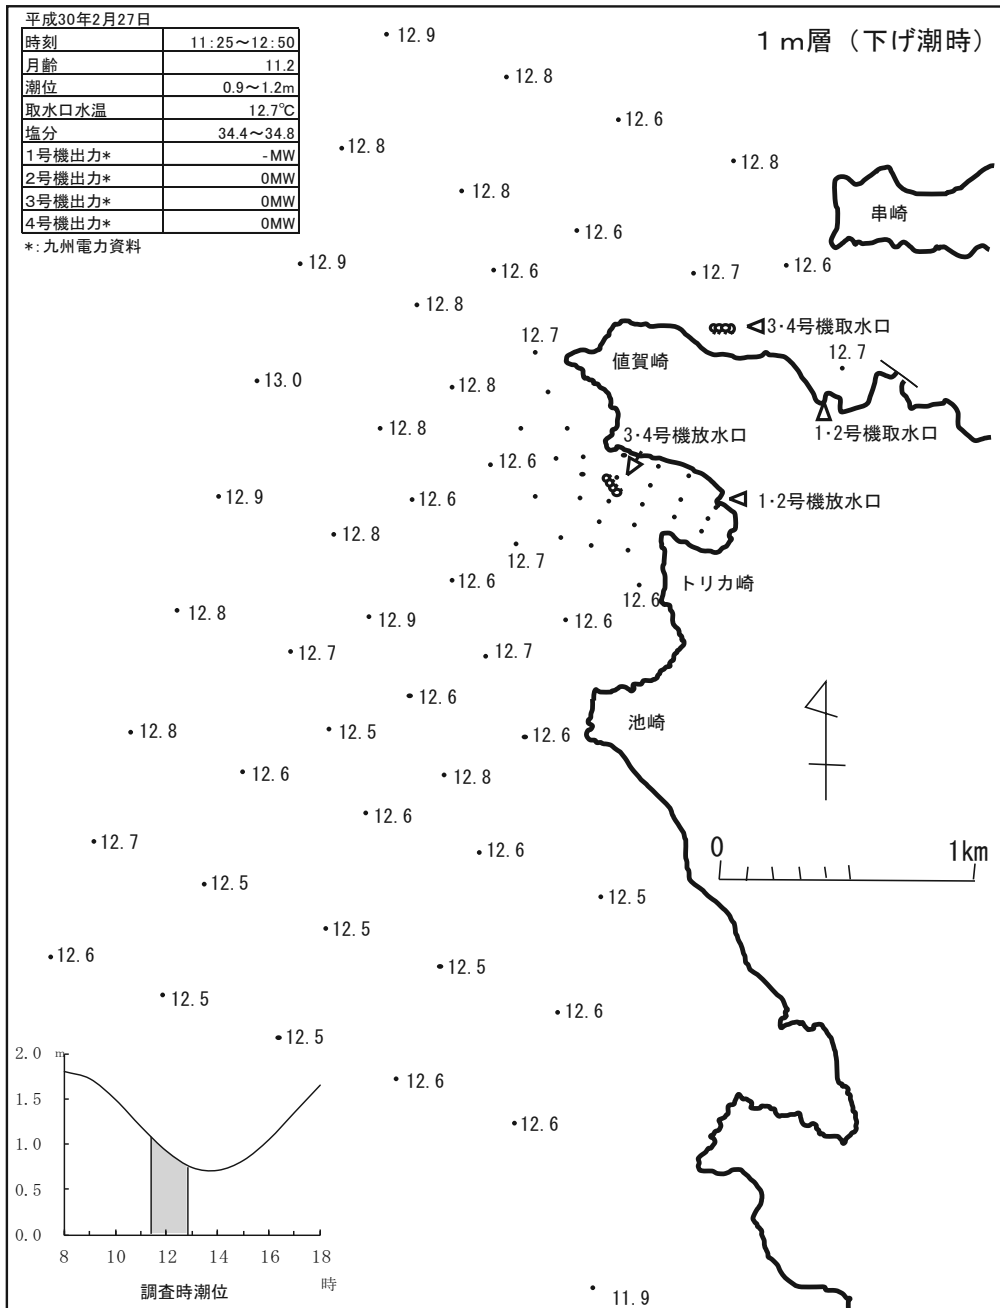 平成30年2月27日
１ｍ層（下げ潮時）
時刻 11:25～12:50
月齢 11.2
潮位 0.9～1.2m
取水口水温 12.7℃
塩分 34.4～34.8
1号機出力* -MW
2号機出力* 0MW
3号機出力* 0MW
4号機出力* 0MW
*:九州電力資料
12.9
12.8
12.6
12.8
12.8
12.8
串崎
12.6
12.9
12.6
12.7
12.6
12.8
3･4号機取水口
12.7
12.7
値賀崎
13.0
12.8
12.8
3･4号機放水口
1･2号機取水口
12.6
12.9
12.6
1･2号機放水口
12.8
12.7
12.6
トリカ崎
12.6
12.8
12.9
12.6
12.7
12.7
12.6
池崎
12.8
12.5
12.6
12.6
12.8
12.6
0
1km
12.7
12.6
12.5
12.5
12.5
12.6
12.5
12.5
12.6
12.5
12.6
12.6
11.9
2.0 m
1.5
1.0
0.5
0.0
8 10 12 14 16 18
時
調査時潮位